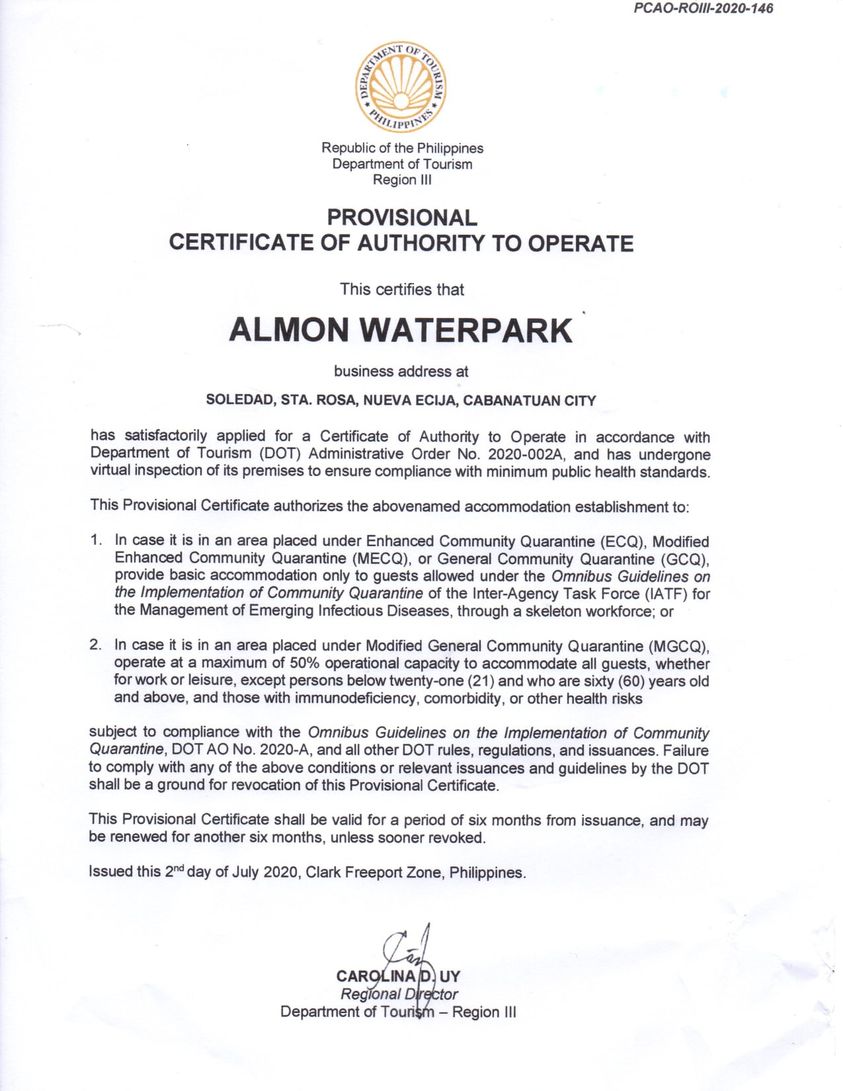 PCAO-ROIII-2020-146
DEPARTMENT OF TOURISM
PHILIPPINES
Republic of the Philippines
Department of Tourism
Region III
PROVISIONAL
CERTIFICATE OF AUTHORITY TO OPERATE
This certifies that
ALMON WATERPARK
business address at
SOLEDAD, STA. ROSA, NUEVA ECIJA, CABANATUAN CITY
has satisfactorily applied for a Certificate of Authority to Operate in accordance with
Department of Tourism (DOT) Administrative Order No. 2020-002A, and has undergone
virtual inspection of its premises to ensure compliance with minimum public health standards.
This Provisional Certificate authorizes the abovenamed accommodation establishment to:
1. In case it is in an area placed under Enhanced Community Quarantine (ECQ), Modified
Enhanced Community Quarantine (MECQ), or General Community Quarantine (GCQ),
provide basic accommodation only to guests allowed under the Omnibus Guidelines on
the Implementation of Community Quarantine of the Inter-Agency Task Force (IATF) for
the Management of Emerging Infectious Diseases, through a skeleton workforce; or
2. In case it is in an area placed under Modified General Community Quarantine (MGCQ),
operate at a maximum of 50% operational capacity to accommodate all guests, whether
for work or leisure, except persons below twenty-one (21) and who are sixty (60) years old
and above, and those with immunodeficiency, comorbidity, or other health risks
subject to compliance with the Omnibus Guidelines on the Implementation of Community
Quarantine, DOT AO No. 2020-A, and all other DOT rules, regulations, and issuances. Failure
to comply with any of the above conditions or relevant issuances and guidelines by the DOT
shall be a ground for revocation of this Provisional Certificate.
This Provisional Certificate shall be valid for a period of six months from issuance, and may
be renewed for another six months, unless sooner revoked.
Issued this 2nd day of July 2020, Clark Freeport Zone, Philippines.
CAROLINA D. UY
Regional Director
Department of Tourism – Region III